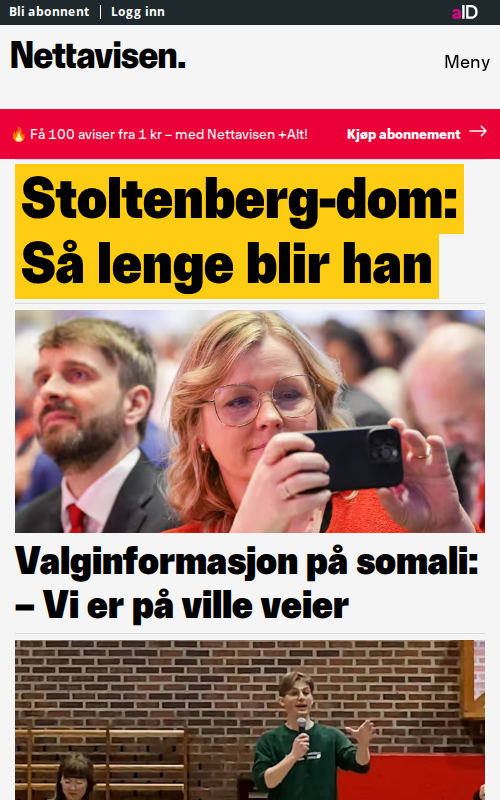 Bli abonnent
Logg inn
aID
Nettavisen.
Meny
🔥 Få 100 aviser fra 1 kr – med Nettavisen +Alt!
Kjøp abonnement →
Stoltenberg-dom:
Så lenge blir han
Valginformasjon på somali:
– Vi er på ville veier